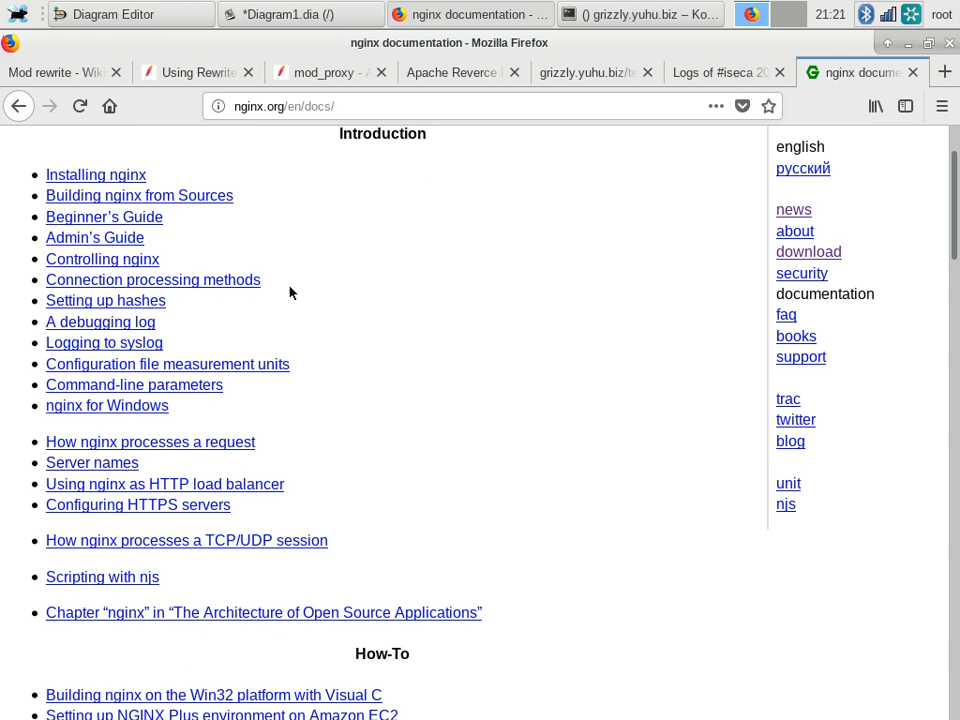 Diagram Editor
*Diagram1.dia (/)
nginx documentation - ...
() grizzly.yuhu.biz – Ko...
21:21
root
nginx documentation - Mozilla Firefox
Mod rewrite - Wiki
Using Rewrite
mod_proxy - A
Apache Reverce
grizzly.yuhu.biz/te
Logs of #iseca 20
nginx docume
nginx.org/en/docs/
Introduction
Installing nginx
Building nginx from Sources
Beginner’s Guide
Admin’s Guide
Controlling nginx
Connection processing methods
Setting up hashes
A debugging log
Logging to syslog
Configuration file measurement units
Command-line parameters
nginx for Windows
How nginx processes a request
Server names
Using nginx as HTTP load balancer
Configuring HTTPS servers
How nginx processes a TCP/UDP session
Scripting with njs
Chapter “nginx” in “The Architecture of Open Source Applications”
How-To
Building nginx on the Win32 platform with Visual C
Setting up NGINX Plus environment on Amazon EC2
english
русский
news
about
download
security
documentation
faq
books
support
trac
twitter
blog
unit
njs